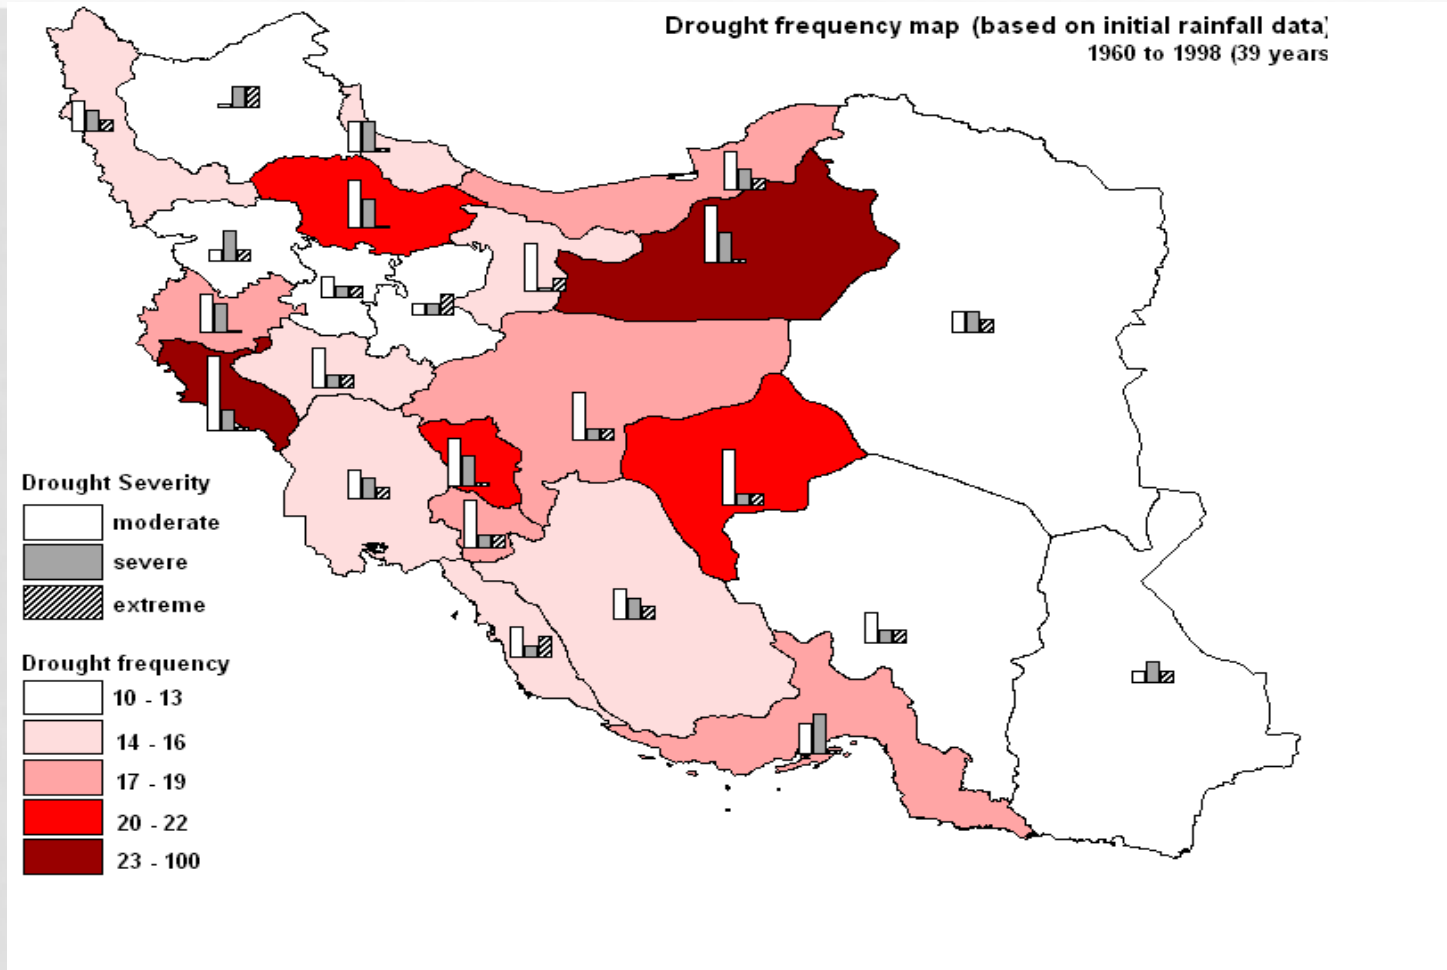 Drought frequency map (based on initial rainfall data)
1960 to 1998 (39 years
Drought Severity
moderate
severe
extreme
Drought frequency
10 - 13
14 - 16
17 - 19
20 - 22
23 - 100